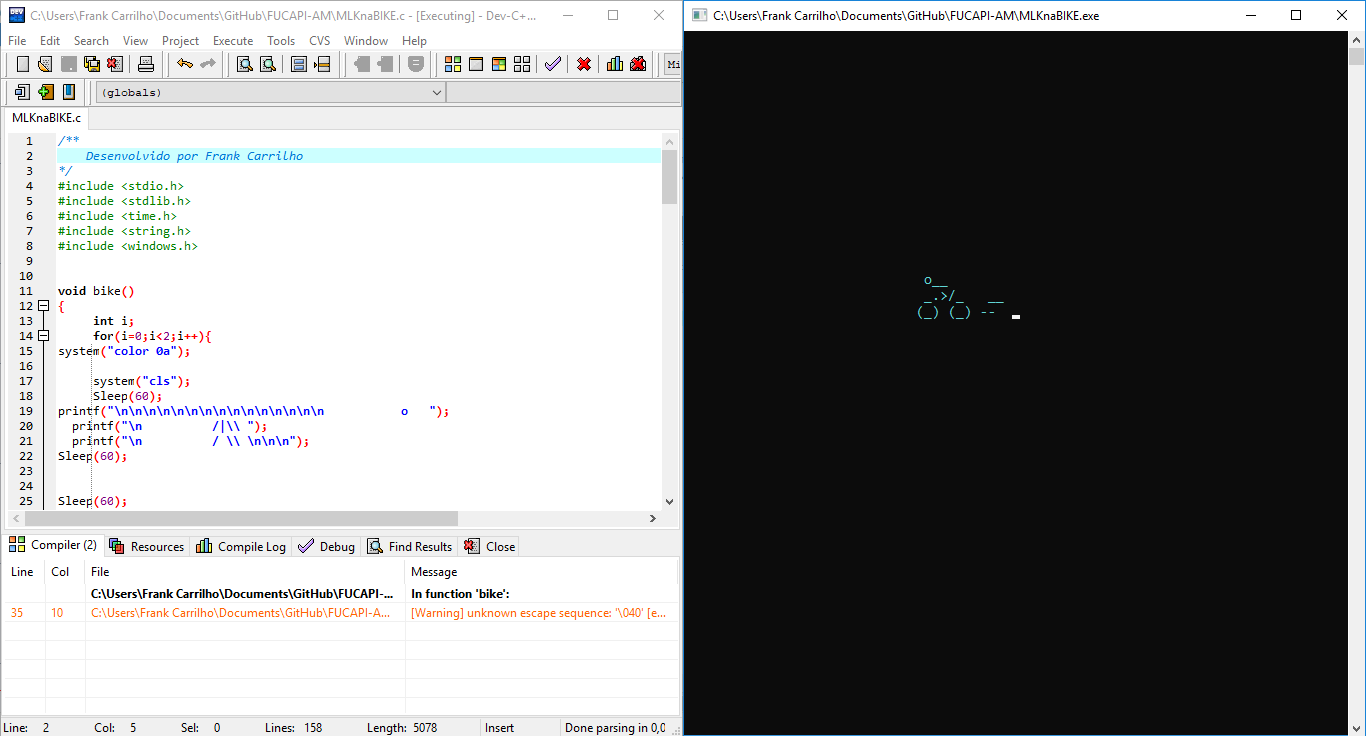 C:\Users\Frank Carrilho\Documents\GitHub\FUCAPI-AM\MLKnaBIKE.c - [Executing] - Dev-C+...
File Edit Search View Project Execute Tools CVS Window Help
Mi
(globals)
MLKnaBIKE.c
1 /**
2     Desenvolvido por Frank Carrilho
3 */
4 #include <stdio.h>
5 #include <stdlib.h>
6 #include <time.h>
7 #include <string.h>
8 #include <windows.h>
9
10
11 void bike()
12 {
13      int i;
14      for(i=0;i<2;i++){
15 system("color 0a");
16
17      system("cls");
18      Sleep(60);
19 printf("\n\n\n\n\n\n\n\n\n\n\n\n\n\n\n           o   ");
20   printf("\n          /|\\ ");
21   printf("\n          / \\ \n\n\n");
22 Sleep(60);
23
24
25 Sleep(60);
Compiler (2) Resources Compile Log Debug Find Results Close
Line Col File Message
C:\Users\Frank Carrilho\Documents\GitHub\FUCAPI-... In function 'bike':
35 10 C:\Users\Frank Carrilho\Documents\GitHub\FUCAPI-A... [Warning] unknown escape sequence: '\040' [e...
Line: 2 Col: 5 Sel: 0 Lines: 158 Length: 5078 Insert Done parsing in 0,0
C:\Users\Frank Carrilho\Documents\GitHub\FUCAPI-AM\MLKnaBIKE.exe
 o__
 _.>/_   __
(_) (_) --